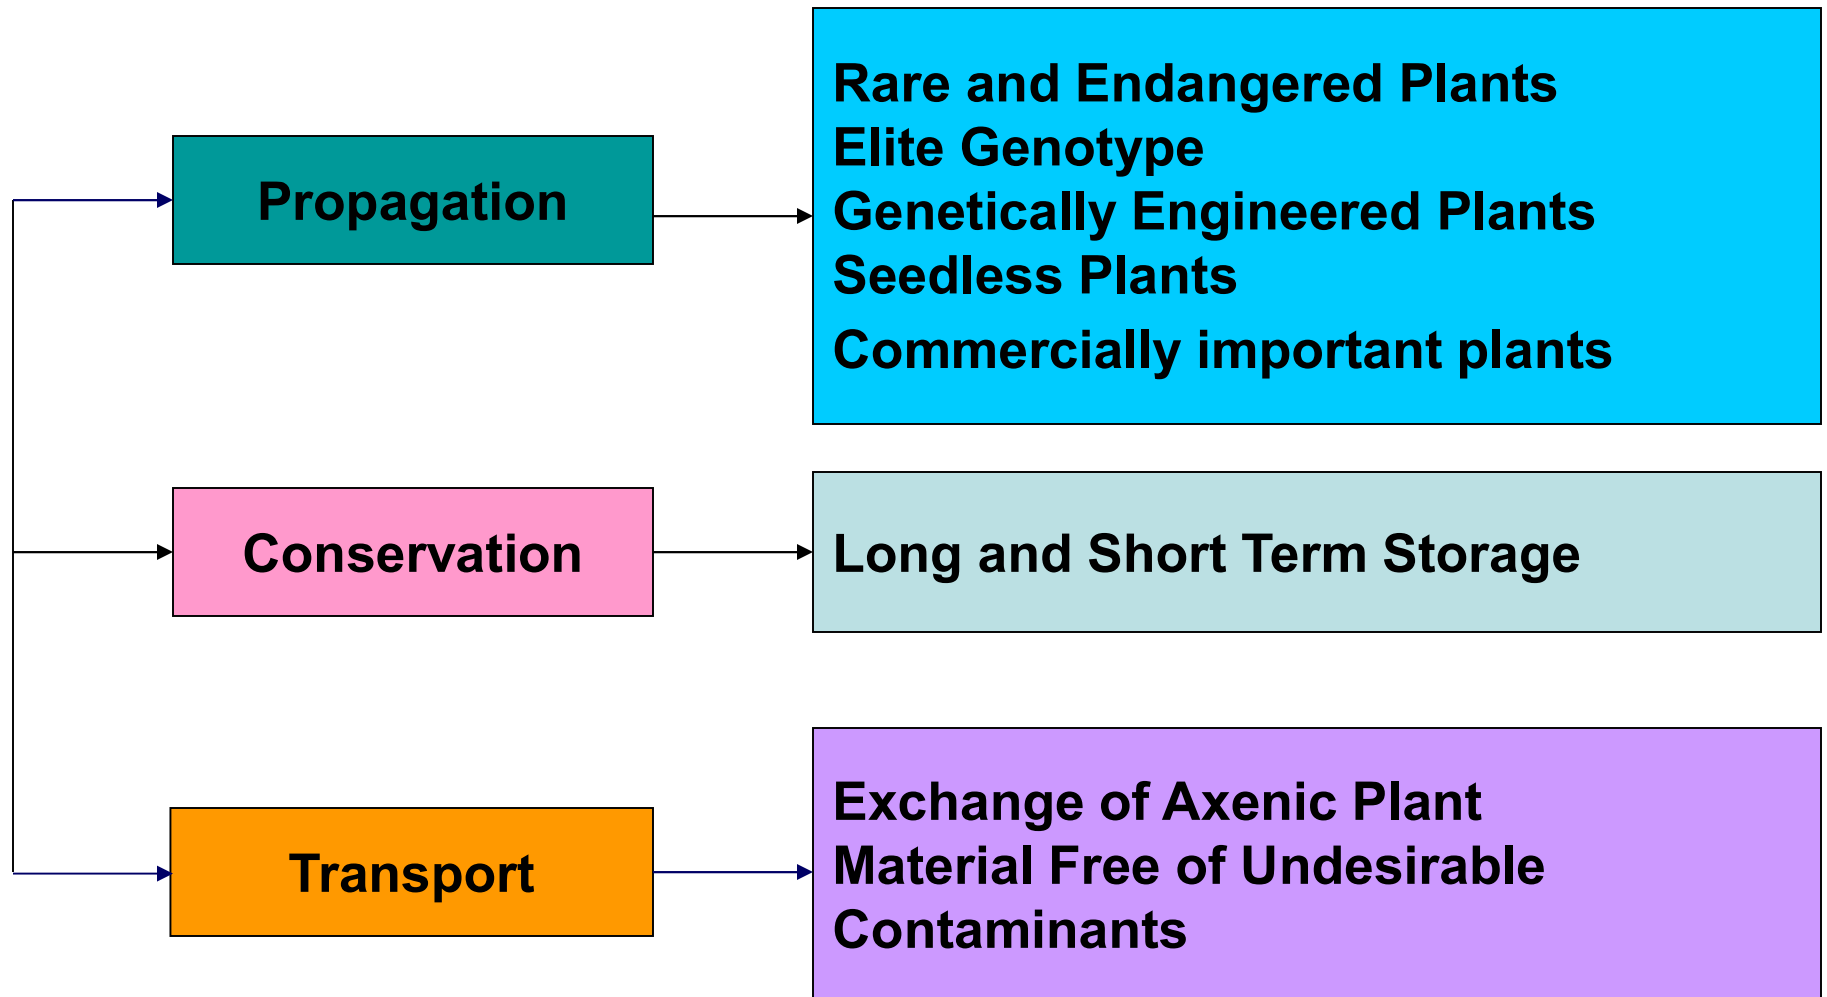 Propagation
Rare and Endangered Plants
Elite Genotype
Genetically Engineered Plants
Seedless Plants
Commercially important plants
Conservation
Long and Short Term Storage
Transport
Exchange of Axenic Plant
Material Free of Undesirable
Contaminants